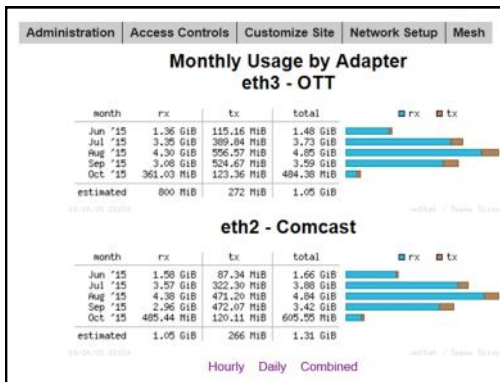 Administration Access Controls Customize Site Network Setup Mesh
Monthly Usage by Adapter
eth3 - OTT
month rx tx total rx tx
Jun '15 1.36 GiB 115.16 MiB 1.48 GiB
Jul '15 3.35 GiB 389.84 MiB 3.73 GiB
Aug '15 4.30 GiB 556.57 MiB 4.85 GiB
Sep '15 3.08 GiB 524.67 MiB 3.59 GiB
Oct '15 361.03 MiB 123.36 MiB 484.38 MiB
estimated 800 MiB 272 MiB 1.05 GiB
eth2 - Comcast
month rx tx total rx tx
Jun '15 1.58 GiB 87.34 MiB 1.66 GiB
Jul '15 3.57 GiB 322.30 MiB 3.88 GiB
Aug '15 4.38 GiB 471.20 MiB 4.84 GiB
Sep '15 2.96 GiB 472.07 MiB 3.42 GiB
Oct '15 485.44 MiB 120.11 MiB 605.55 MiB
estimated 1.05 GiB 266 MiB 1.31 GiB
Hourly Daily Combined